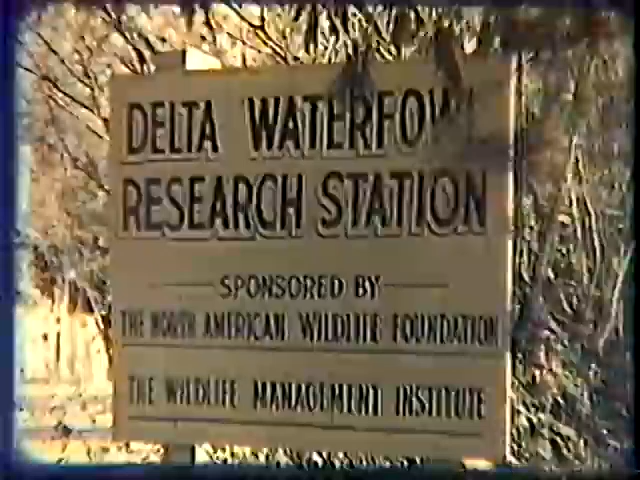 DELTA WATERFOWL
RESEARCH STATION
SPONSORED BY
THE NORTH AMERICAN WILDLIFE FOUNDATION
THE WILDLIFE MANAGEMENT INSTITUTE